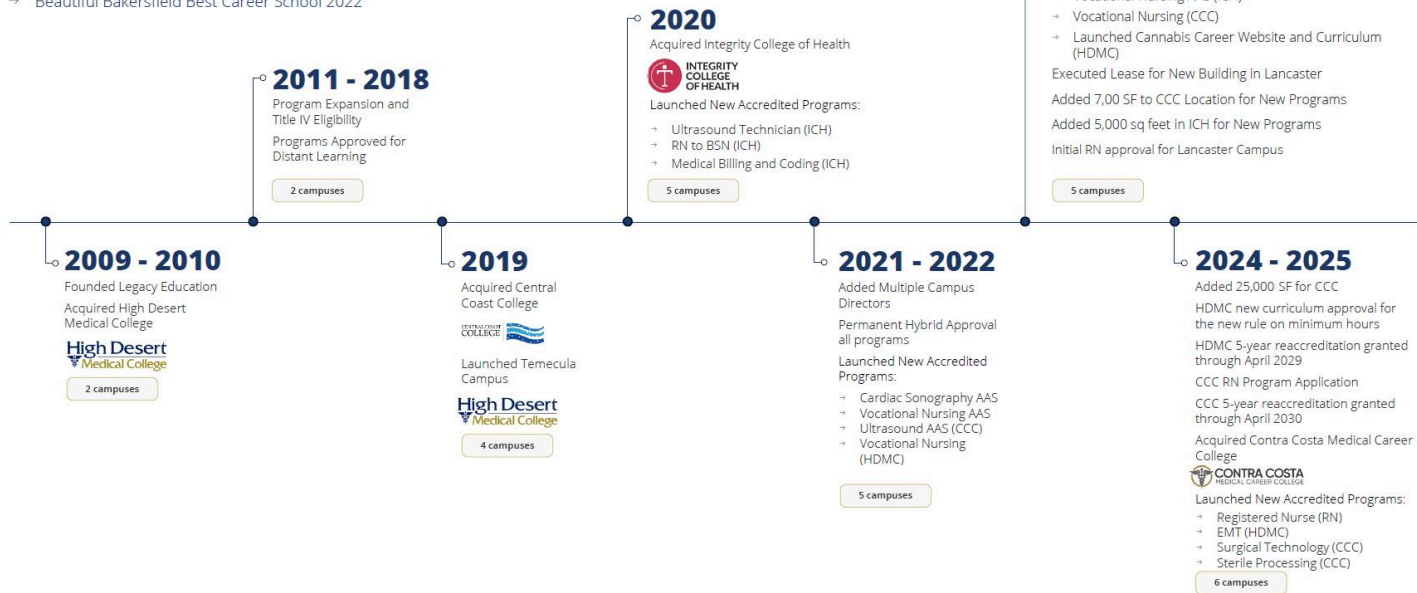 → Beautiful Bakersfield Best Career School 2022
2011 - 2018
Program Expansion and
Title IV Eligibility
Programs Approved for
Distant Learning
2 campuses
2020
Acquired Integrity College of Health
INTEGRITY
COLLEGE
OF HEALTH
Launched New Accredited Programs:
→ Ultrasound Technician (ICH)
→ RN to BSN (ICH)
→ Medical Billing and Coding (ICH)
5 campuses
→ Vocational Nursing (CCC)
→ Launched Cannabis Career Website and Curriculum
(HDMC)
Executed Lease for New Building in Lancaster
Added 7,00 SF to CCC Location for New Programs
Added 5,000 sq feet in ICH for New Programs
Initial RN approval for Lancaster Campus
5 campuses
2009 - 2010
Founded Legacy Education
Acquired High Desert
Medical College
High Desert
Medical College
2 campuses
2019
Acquired Central
Coast College
CENTRAL COAST
COLLEGE
Launched Temecula
Campus
High Desert
Medical College
4 campuses
2021 - 2022
Added Multiple Campus
Directors
Permanent Hybrid Approval
all programs
Launched New Accredited
Programs:
→ Cardiac Sonography AAS
→ Vocational Nursing AAS
→ Ultrasound AAS (CCC)
→ Vocational Nursing
(HDMC)
5 campuses
2024 - 2025
Added 25,000 SF for CCC
HDMC new curriculum approval for
the new rule on minimum hours
HDMC 5-year reaccreditation granted
through April 2029
CCC RN Program Application
CCC 5-year reaccreditation granted
through April 2030
Acquired Contra Costa Medical Career
College
CONTRA COSTA
MEDICAL CAREER COLLEGE
Launched New Accredited Programs:
→ Registered Nurse (RN)
→ EMT (HDMC)
→ Surgical Technology (CCC)
→ Sterile Processing (CCC)
6 campuses